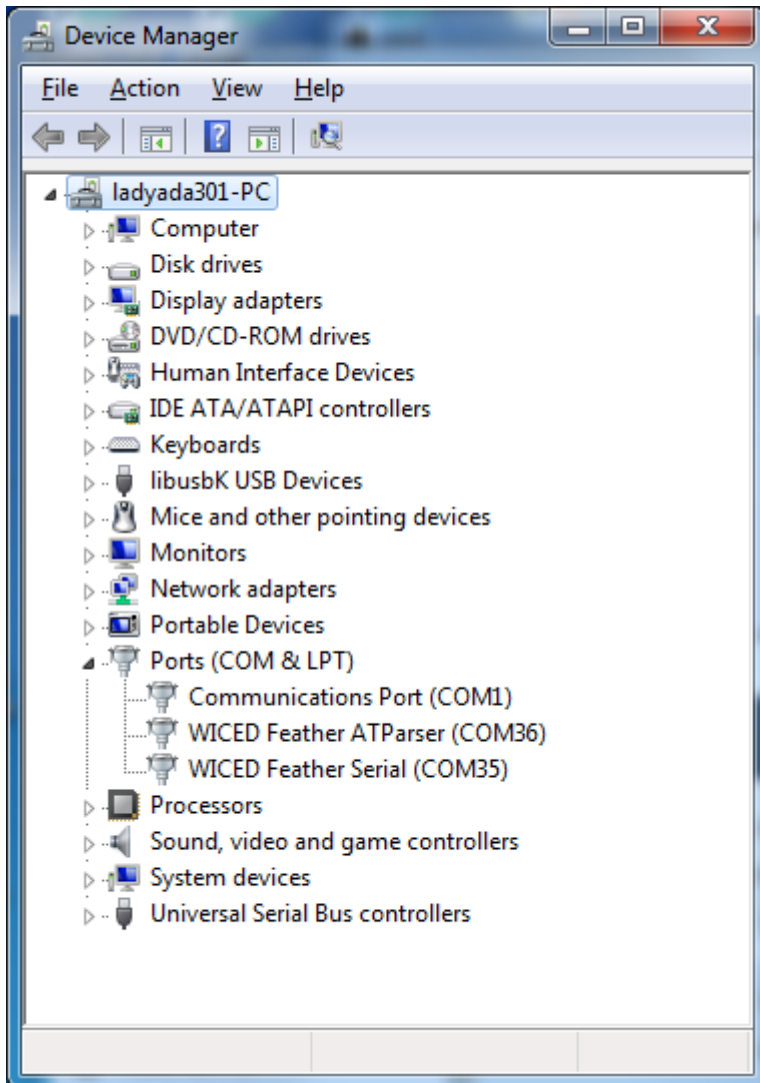 Device Manager
File Action View Help
ladyada301-PC
Computer
Disk drives
Display adapters
DVD/CD-ROM drives
Human Interface Devices
IDE ATA/ATAPI controllers
Keyboards
libusbK USB Devices
Mice and other pointing devices
Monitors
Network adapters
Portable Devices
Ports (COM & LPT)
Communications Port (COM1)
WICED Feather ATParser (COM36)
WICED Feather Serial (COM35)
Processors
Sound, video and game controllers
System devices
Universal Serial Bus controllers